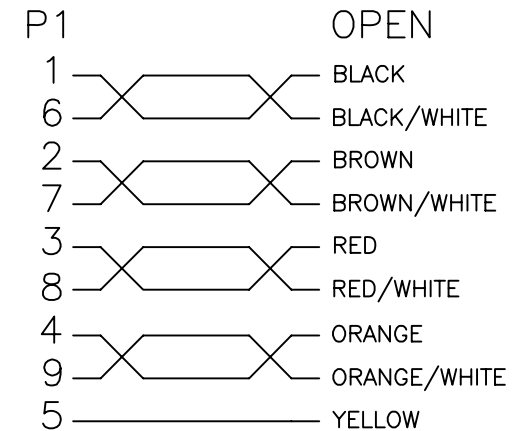 P1 OPEN
1 BLACK
6 BLACK/WHITE
2 BROWN
7 BROWN/WHITE
3 RED
8 RED/WHITE
4 ORANGE
9 ORANGE/WHITE
5 YELLOW